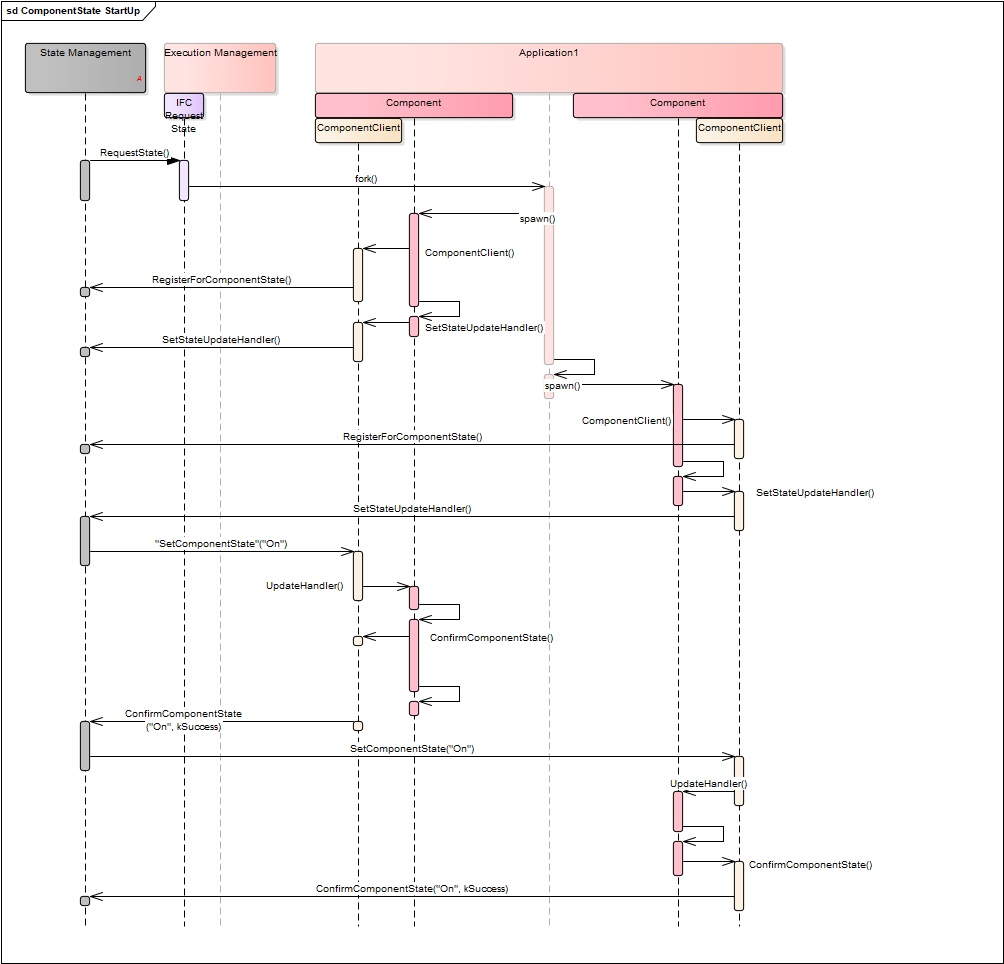 sd ComponentState StartUp
State Management
Execution Management
Application1
A
IFC
Request
State
Component
Component
ComponentClient
ComponentClient
RequestState()
fork()
spawn()
ComponentClient()
RegisterForComponentState()
SetStateUpdateHandler()
SetStateUpdateHandler()
spawn()
ComponentClient()
RegisterForComponentState()
SetStateUpdateHandler()
SetStateUpdateHandler()
"SetComponentState"("On")
UpdateHandler()
ConfirmComponentState()
ConfirmComponentState
("On", kSuccess)
SetComponentState("On")
UpdateHandler()
ConfirmComponentState()
ConfirmComponentState("On", kSuccess)